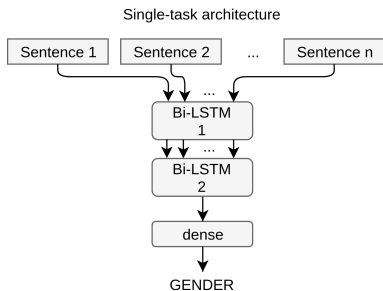 Single-task architecture
Sentence 1 Sentence 2 ... Sentence n
...
Bi-LSTM
1
...
Bi-LSTM
2
dense
GENDER